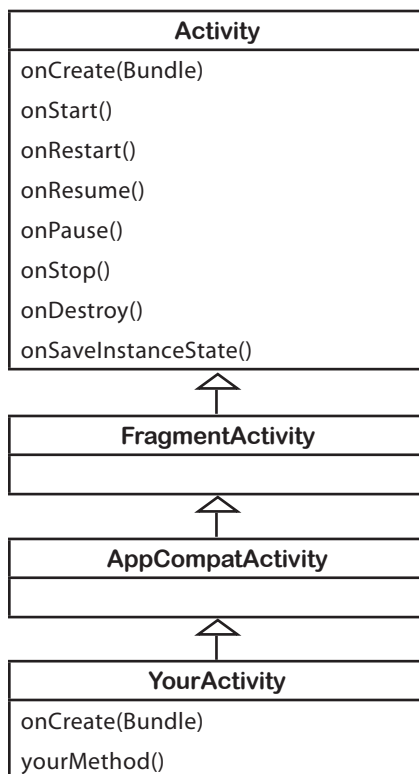 Activity
onCreate(Bundle)
onStart()
onRestart()
onResume()
onPause()
onStop()
onDestroy()
onSaveInstanceState()
FragmentActivity
AppCompatActivity
YourActivity
onCreate(Bundle)
yourMethod()